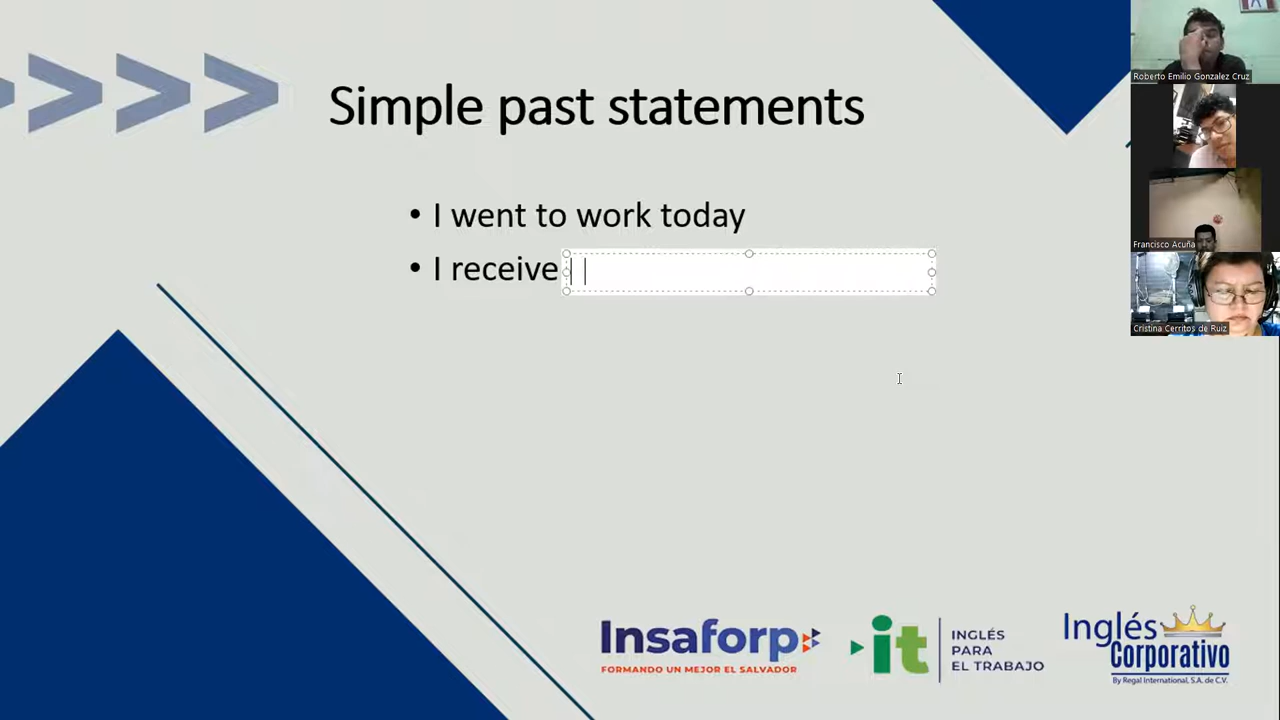 Simple past statements
• I went to work today
• I receive
Roberto Emilio Gonzalez Cruz
Francisco Acuña
Cristina Cerritos de Ruiz
Insaforp
FORMANDO UN MEJOR EL SALVADOR
it
INGLÉS
PARA
EL TRABAJO
Inglés
Corporativo
By Regal International, S.A. de C.V.